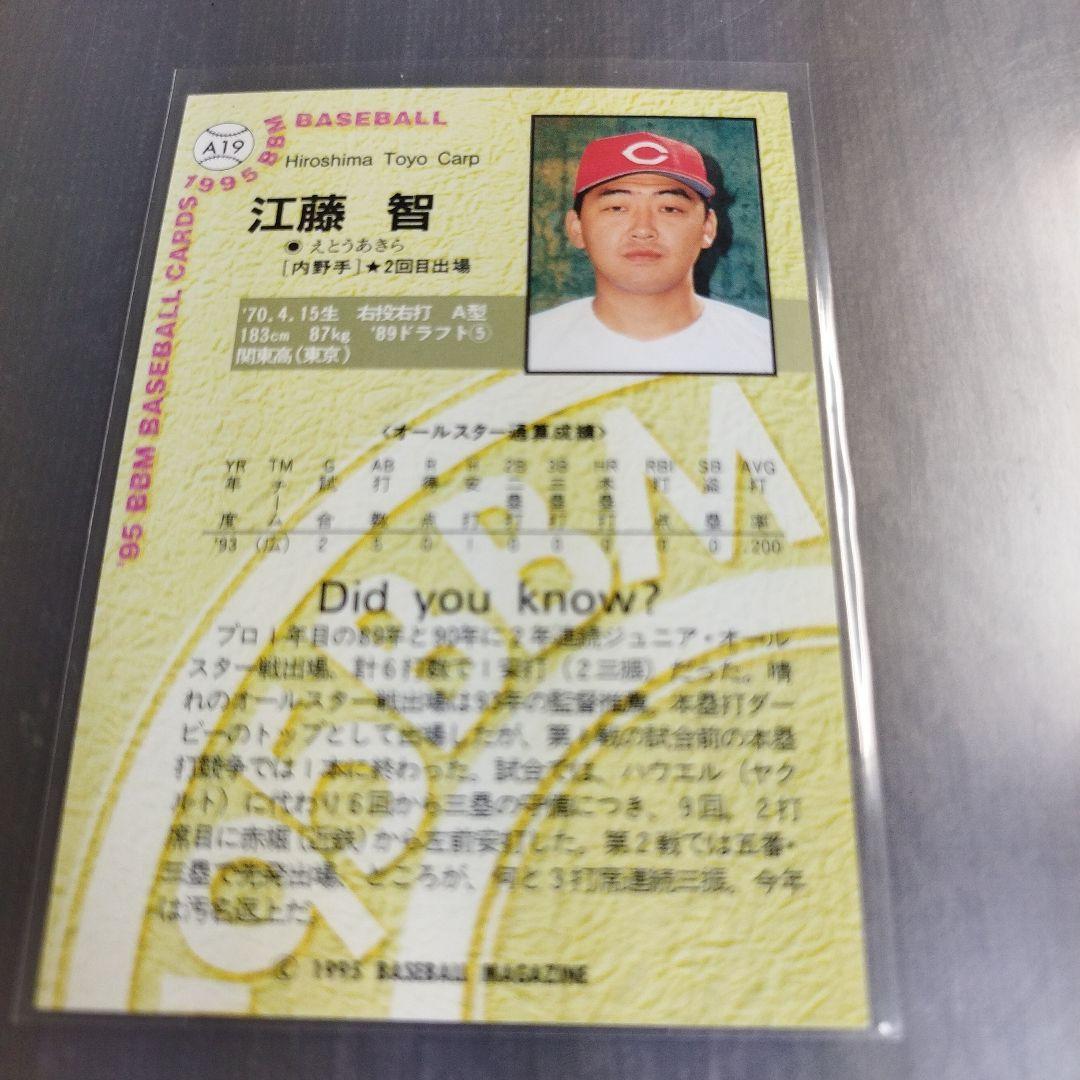 A19
'95 BBM BASEBALL CARDS 1995 BBM BASEBALL
Hiroshima Toyo Carp
江藤 智
●えとうあきら
[内野手]★2回目出場
'70.4.15生 右投右打 A型
183cm 87kg '89ドラフト⑤
関東高(東京)
C
〈オールスター通算成績〉
YR TM G AB R H 2B 3B HR RBI SB AVG
年度 チーム 試合 打数 得点 安打 二塁打 三塁打 本塁打 打点 盗塁 打率
'93 (広) 2 5 0 1 0 0 0 0 0 .200
Did you know?
プロ1年目の89年と90年に2年連続ジュニア・オール
スター戦出場、計6打数で1安打(2三振)だった。晴
れのオールスター戦出場は93年の監督推薦。本塁打ダー
ビーのトップとして出場したが、第1戦の試合前の本塁
打競争では1本に終わった。試合では、ハウエル(ヤク
ルト)に代わり6回から三塁の守備につき、9回、2打
席目に赤堀(近鉄)から左前安打した。第2戦では五番・
三塁で先発出場、ところが、何と3打席連続三振、今年
は汚名返上だ。
© 1995 BASEBALL MAGAZINE
BBM